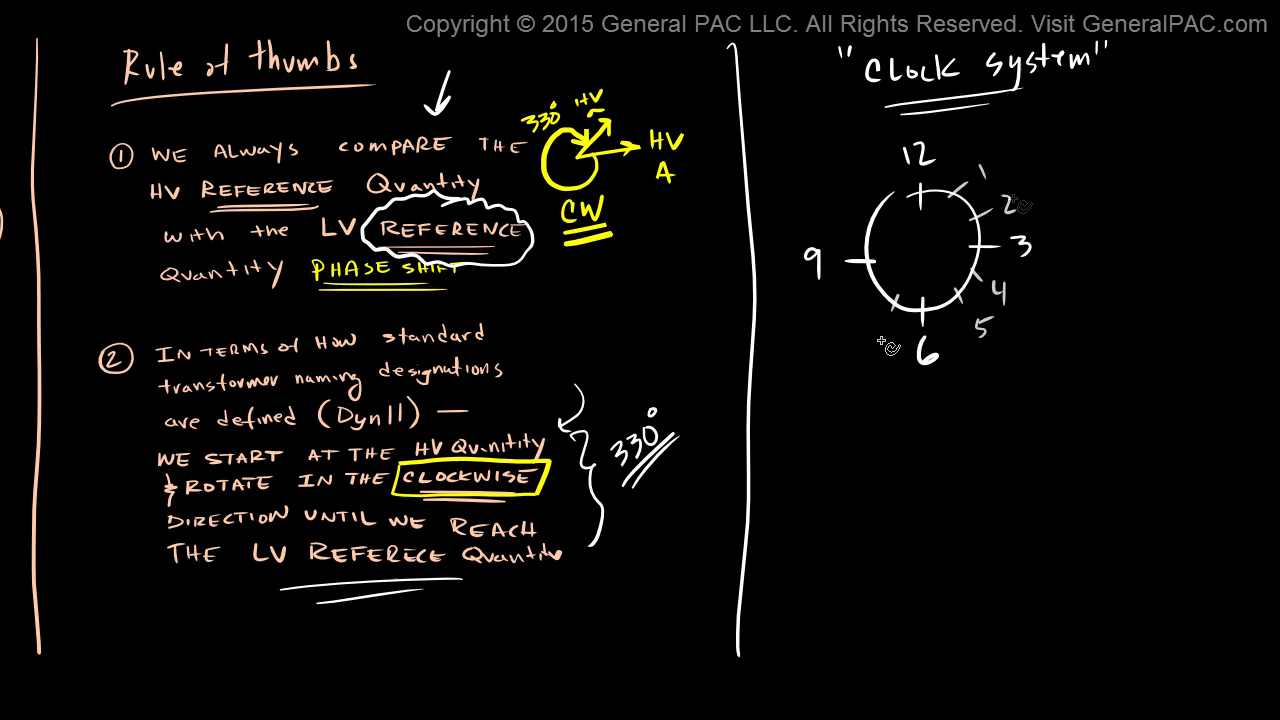 Copyright © 2015 General PAC LLC. All Rights Reserved. Visit GeneralPAC.com
Rule of thumbs
① WE ALWAYS COMPARE THE
HV REFERENCE Quantity
with the LV REFERENCE
Quantity PHASE SHIFT
330° HV
HV
A
CW
② IN TERMS OF HOW standard
transformer naming designations
are defined (Dyn11) —
WE START AT THE HV Qunitity
& ROTATE IN THE CLOCKWISE
DIRECTION UNTIL WE REACH
THE LV REFERECE Quantity
330°
"Clock system"
12
1
2
3
4
5
6
9